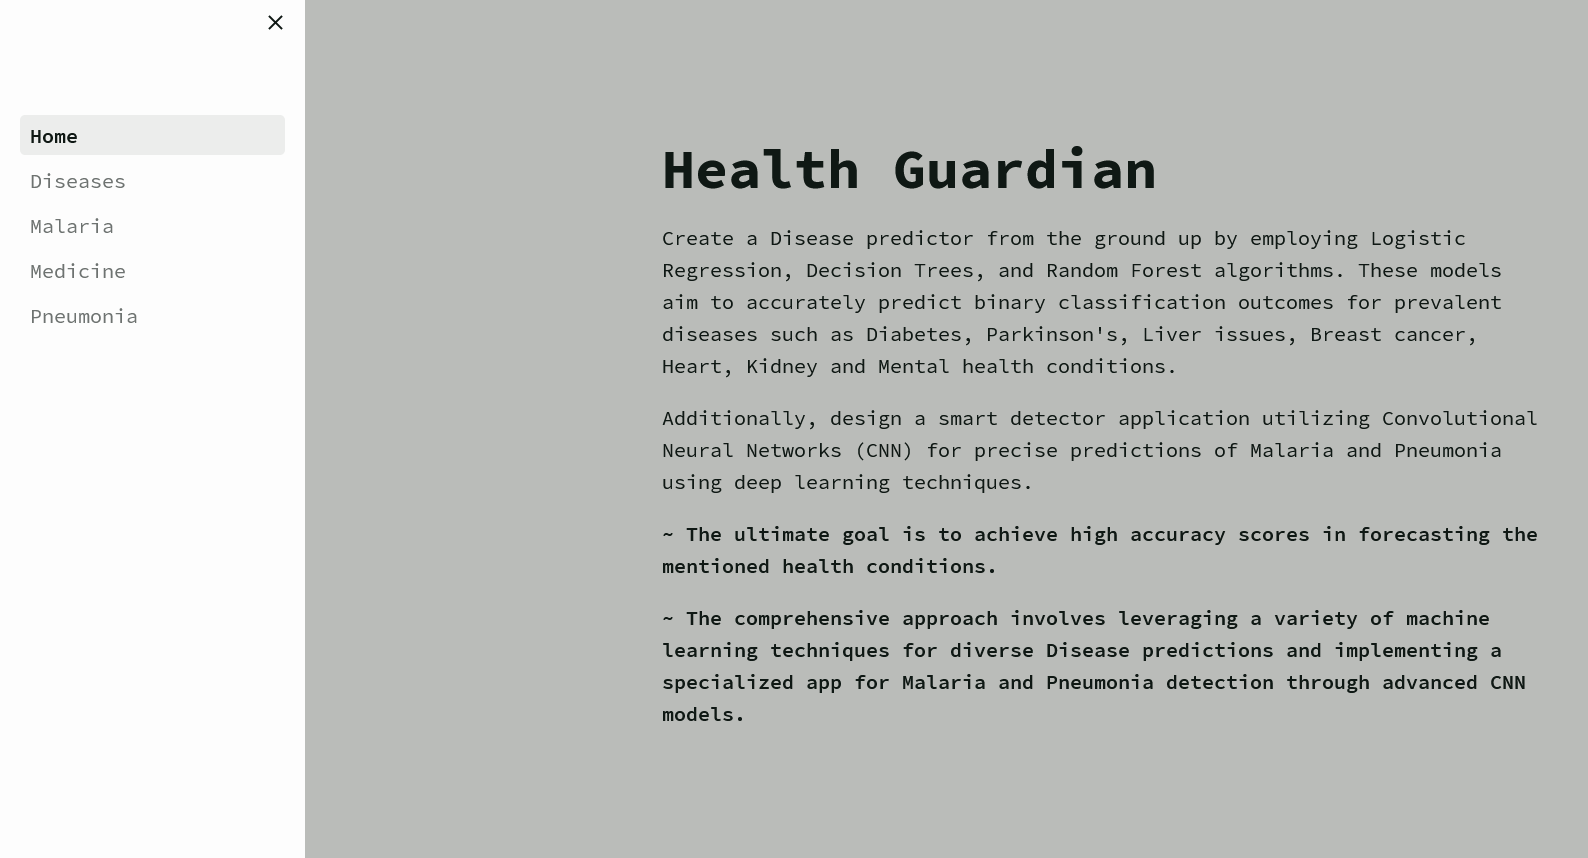 Home
Diseases
Malaria
Medicine
Pneumonia
Health Guardian
Create a Disease predictor from the ground up by employing Logistic
Regression, Decision Trees, and Random Forest algorithms. These models
aim to accurately predict binary classification outcomes for prevalent
diseases such as Diabetes, Parkinson's, Liver issues, Breast cancer,
Heart, Kidney and Mental health conditions.
Additionally, design a smart detector application utilizing Convolutional
Neural Networks (CNN) for precise predictions of Malaria and Pneumonia
using deep learning techniques.
~ The ultimate goal is to achieve high accuracy scores in forecasting the
mentioned health conditions.
~ The comprehensive approach involves leveraging a variety of machine
learning techniques for diverse Disease predictions and implementing a
specialized app for Malaria and Pneumonia detection through advanced CNN
models.